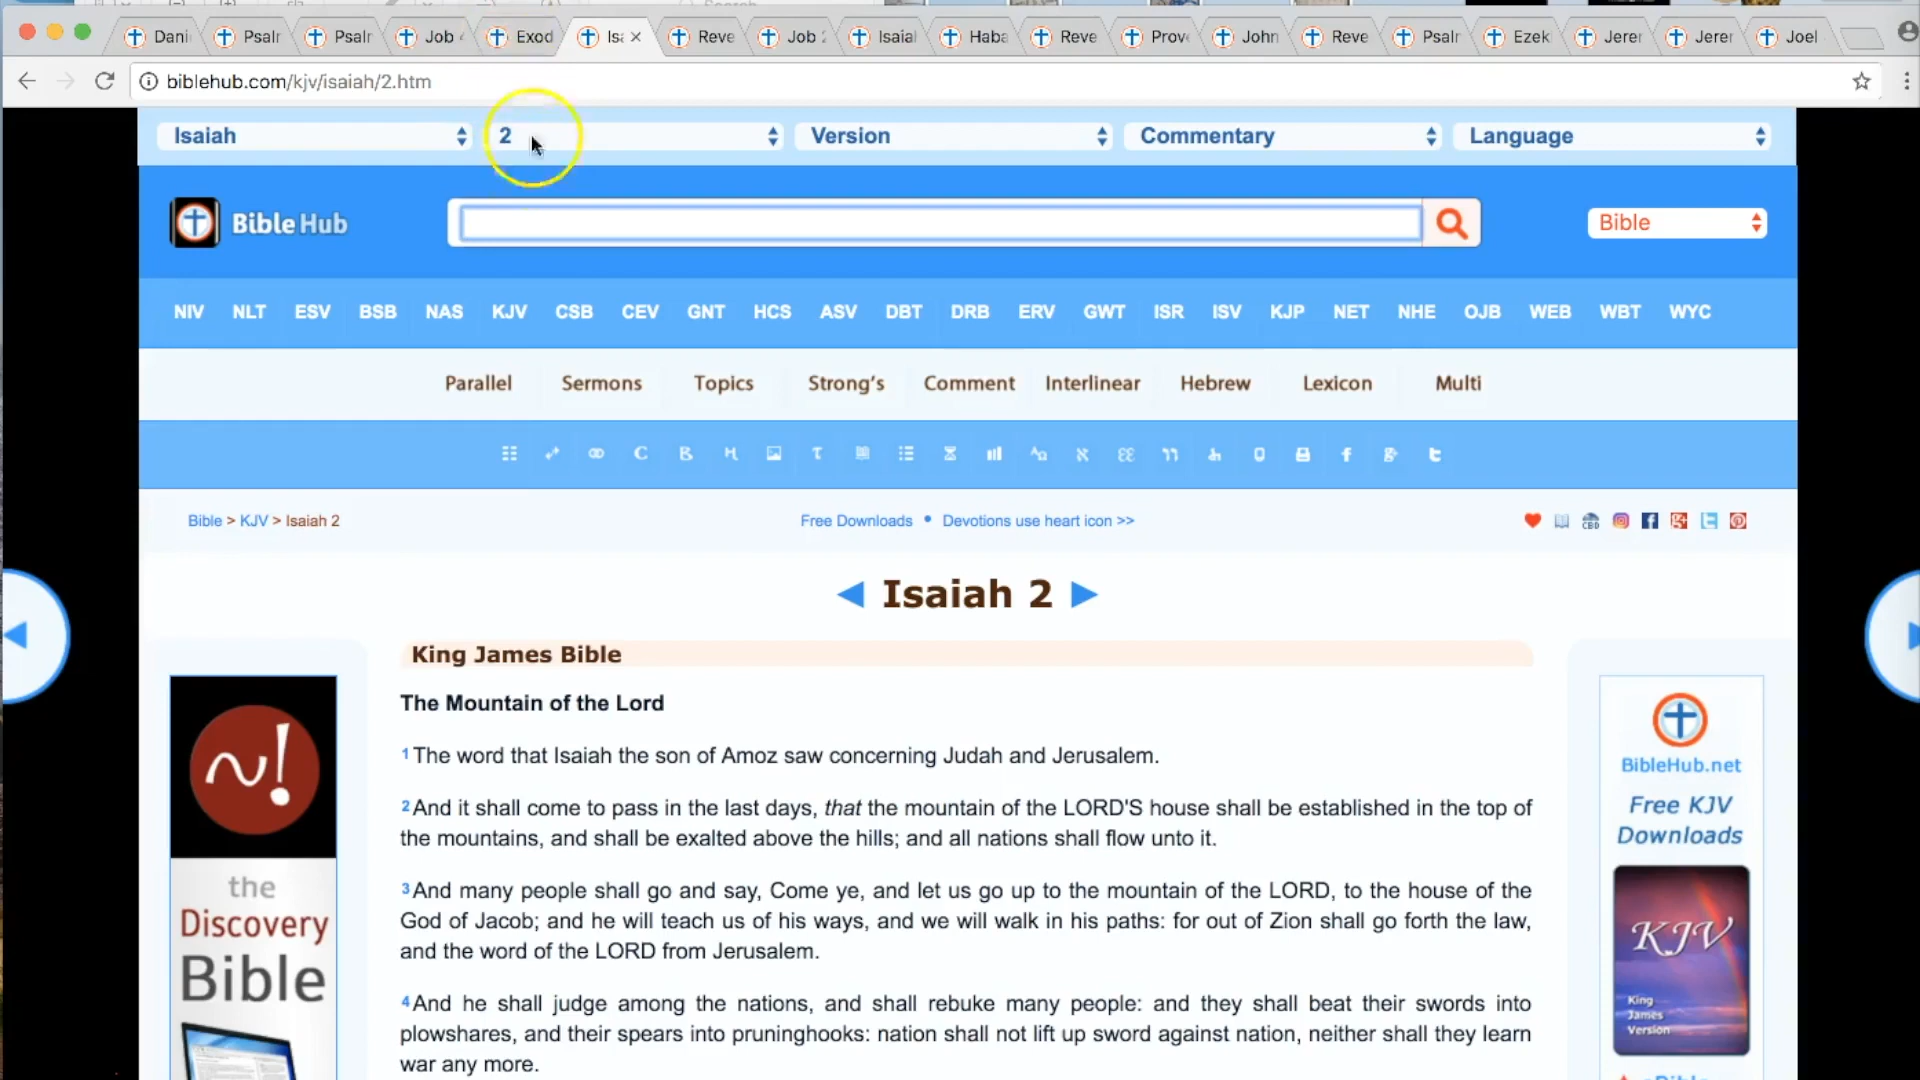 Dani
Psalr
Psalr
Job
Exod
Isa
Reve
Job 2
Isaial
Haba
Reve
Prov
John
Reve
Psalr
Ezek
Jerer
Jerer
Joel
biblehub.com/kjv/isaiah/2.htm
Isaiah
2
Version
Commentary
Language
Bible Hub
Bible
NIV NLT ESV BSB NAS KJV CSB CEV GNT HCS ASV DBT DRB ERV GWT ISR ISV KJP NET NHE OJB WEB WBT WYC
Parallel Sermons Topics Strong's Comment Interlinear Hebrew Lexicon Multi
Bible > KJV > Isaiah 2
Free Downloads • Devotions use heart icon >>
◄ Isaiah 2 ►
King James Bible
The Mountain of the Lord
1 The word that Isaiah the son of Amoz saw concerning Judah and Jerusalem.
2 And it shall come to pass in the last days, that the mountain of the LORD'S house shall be established in the top of
the mountains, and shall be exalted above the hills; and all nations shall flow unto it.
3 And many people shall go and say, Come ye, and let us go up to the mountain of the LORD, to the house of the
God of Jacob; and he will teach us of his ways, and we will walk in his paths: for out of Zion shall go forth the law,
and the word of the LORD from Jerusalem.
4 And he shall judge among the nations, and shall rebuke many people: and they shall beat their swords into
plowshares, and their spears into pruninghooks: nation shall not lift up sword against nation, neither shall they learn
war any more.
the
Discovery
Bible
BibleHub.net
Free KJV
Downloads
KJV
King
James
Version